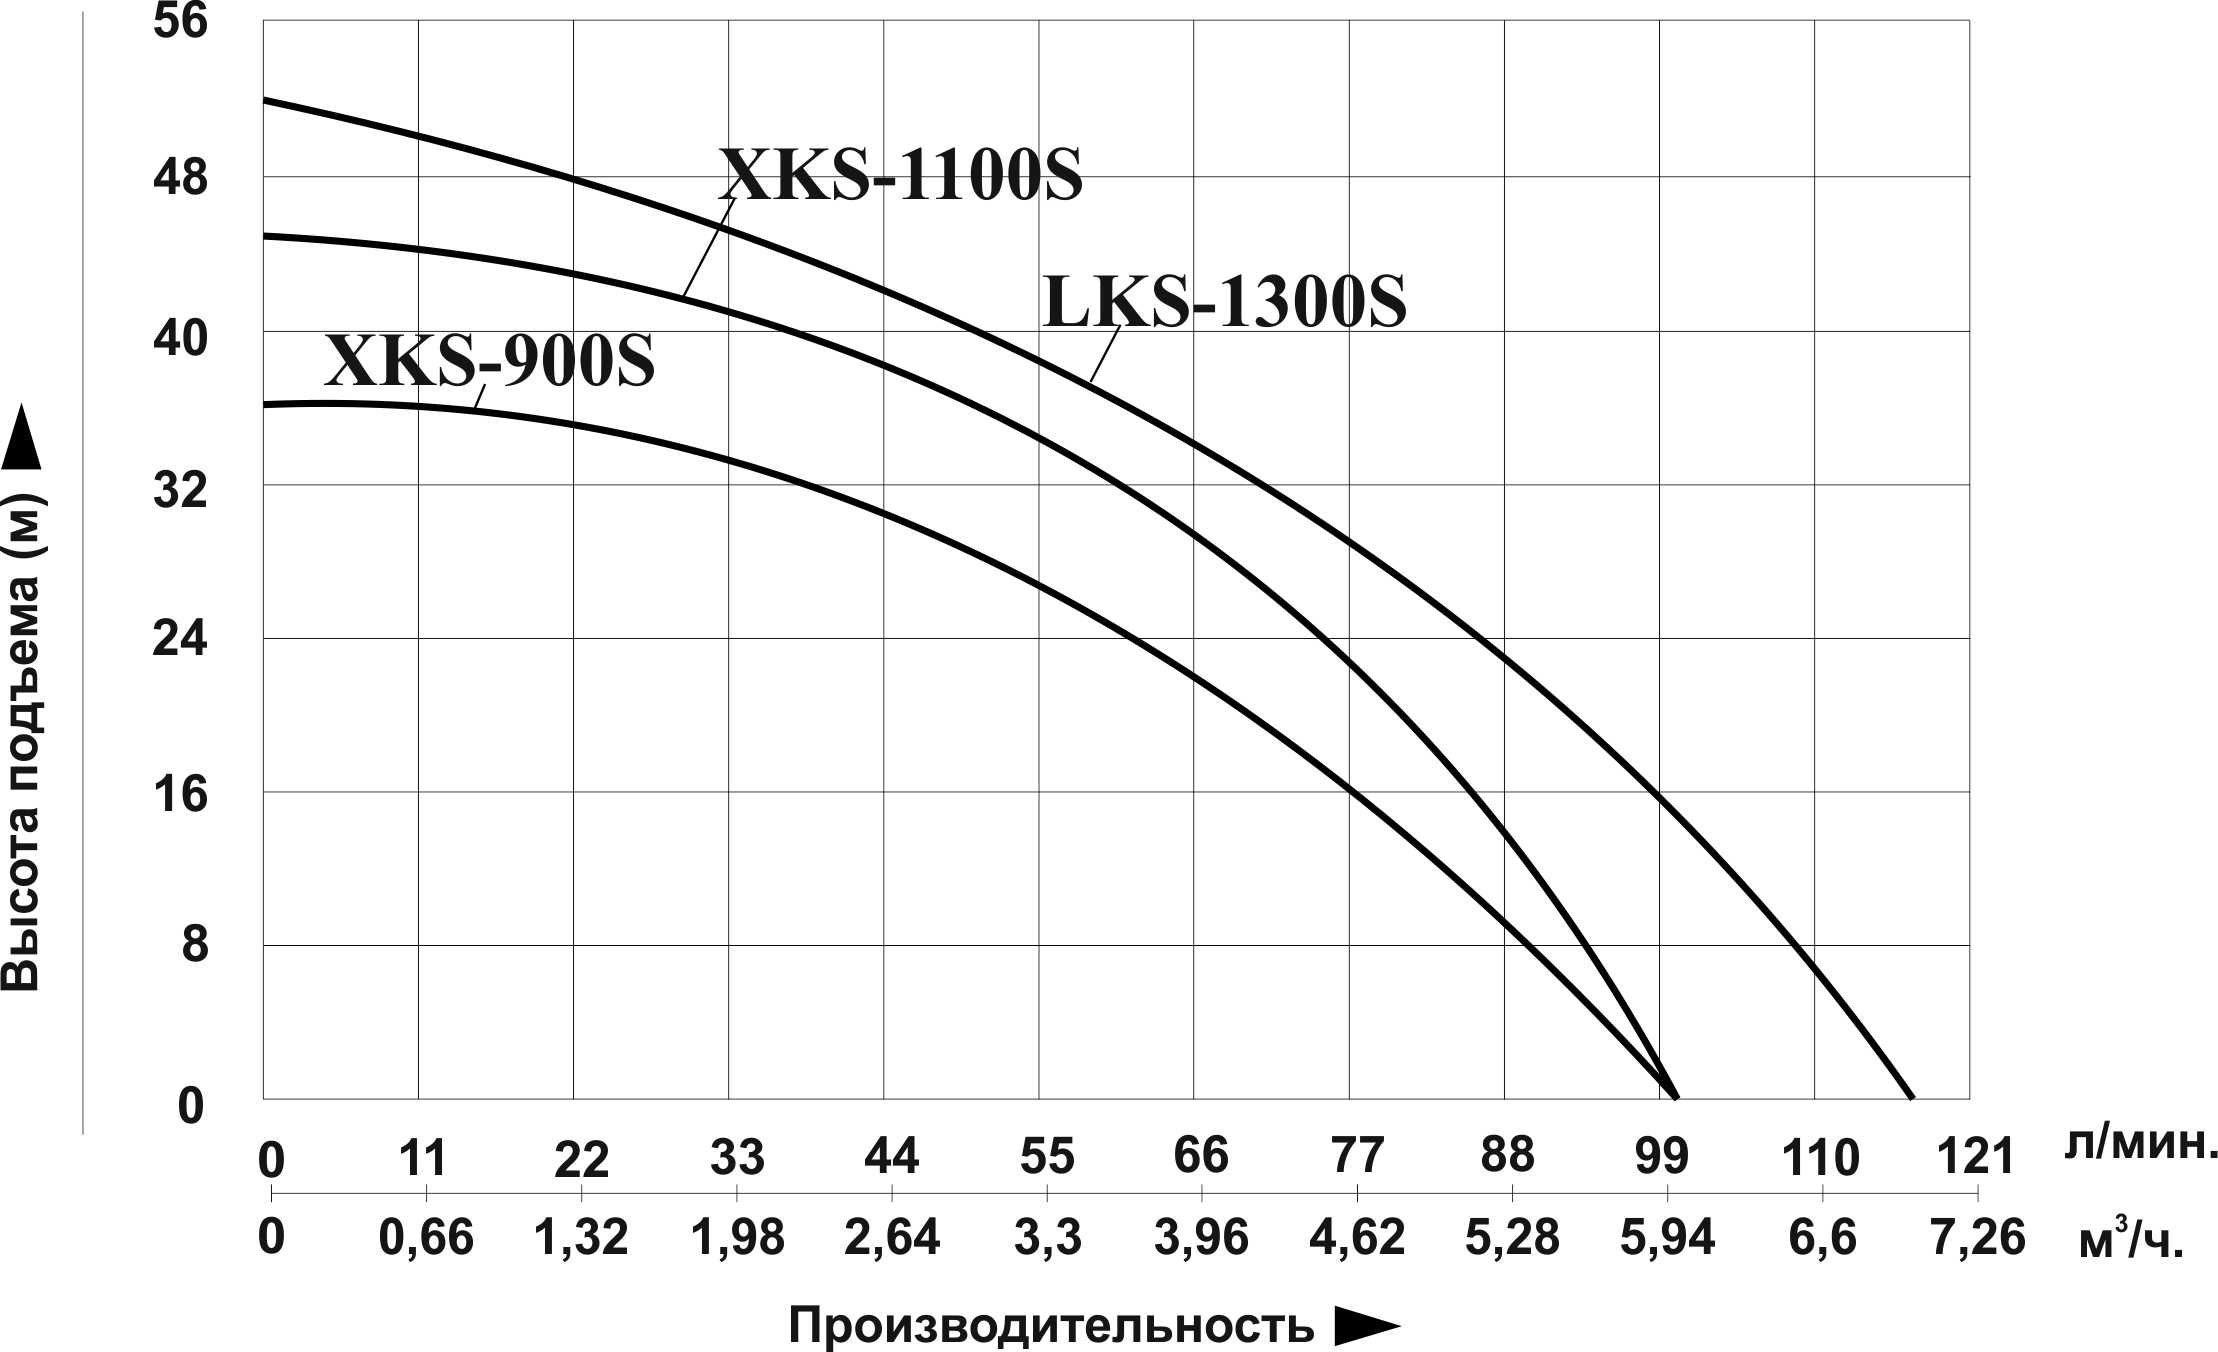 56
48
40
32
24
16
8
0
Высота подъема (м)
XKS-1100S
LKS-1300S
XKS-900S
0 11 22 33 44 55 66 77 88 99 110 121 л/мин.
0 0,66 1,32 1,98 2,64 3,3 3,96 4,62 5,28 5,94 6,6 7,26 м³/ч.
Производительность